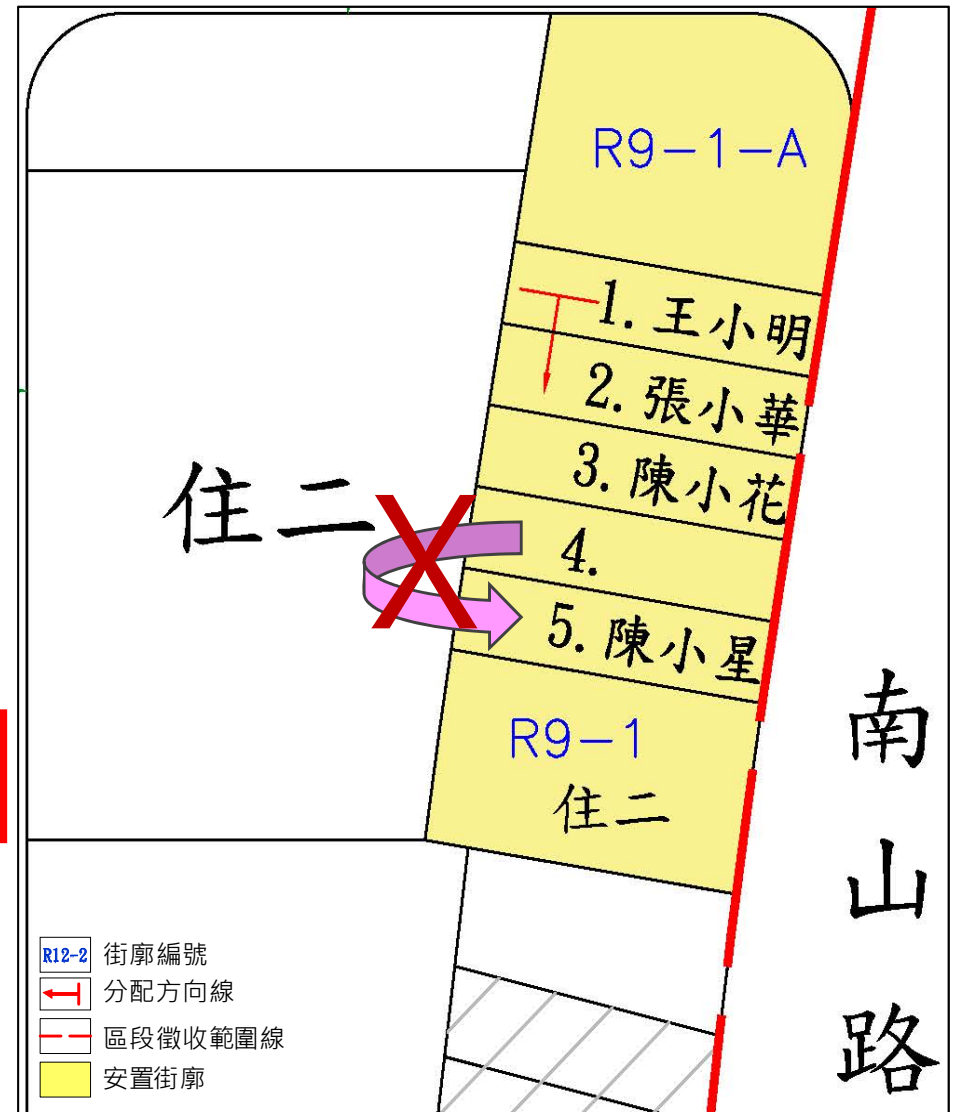 R9-1-A
1. 王小明
2. 張小華
3. 陳小花
住二
X
4.
5. 陳小星
R9-1
住二
南山路
R12-2 街廓編號
分配方向線
區段徵收範圍線
安置街廓